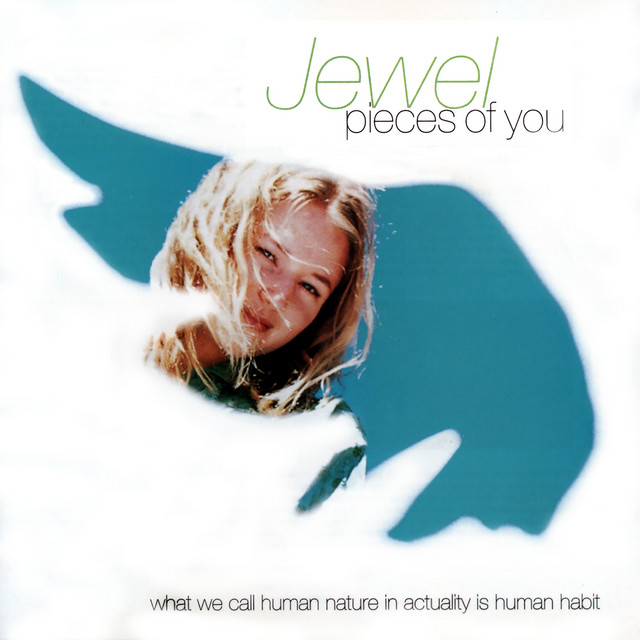 Jewel
pieces of you
what we call human nature in actuality is human habit